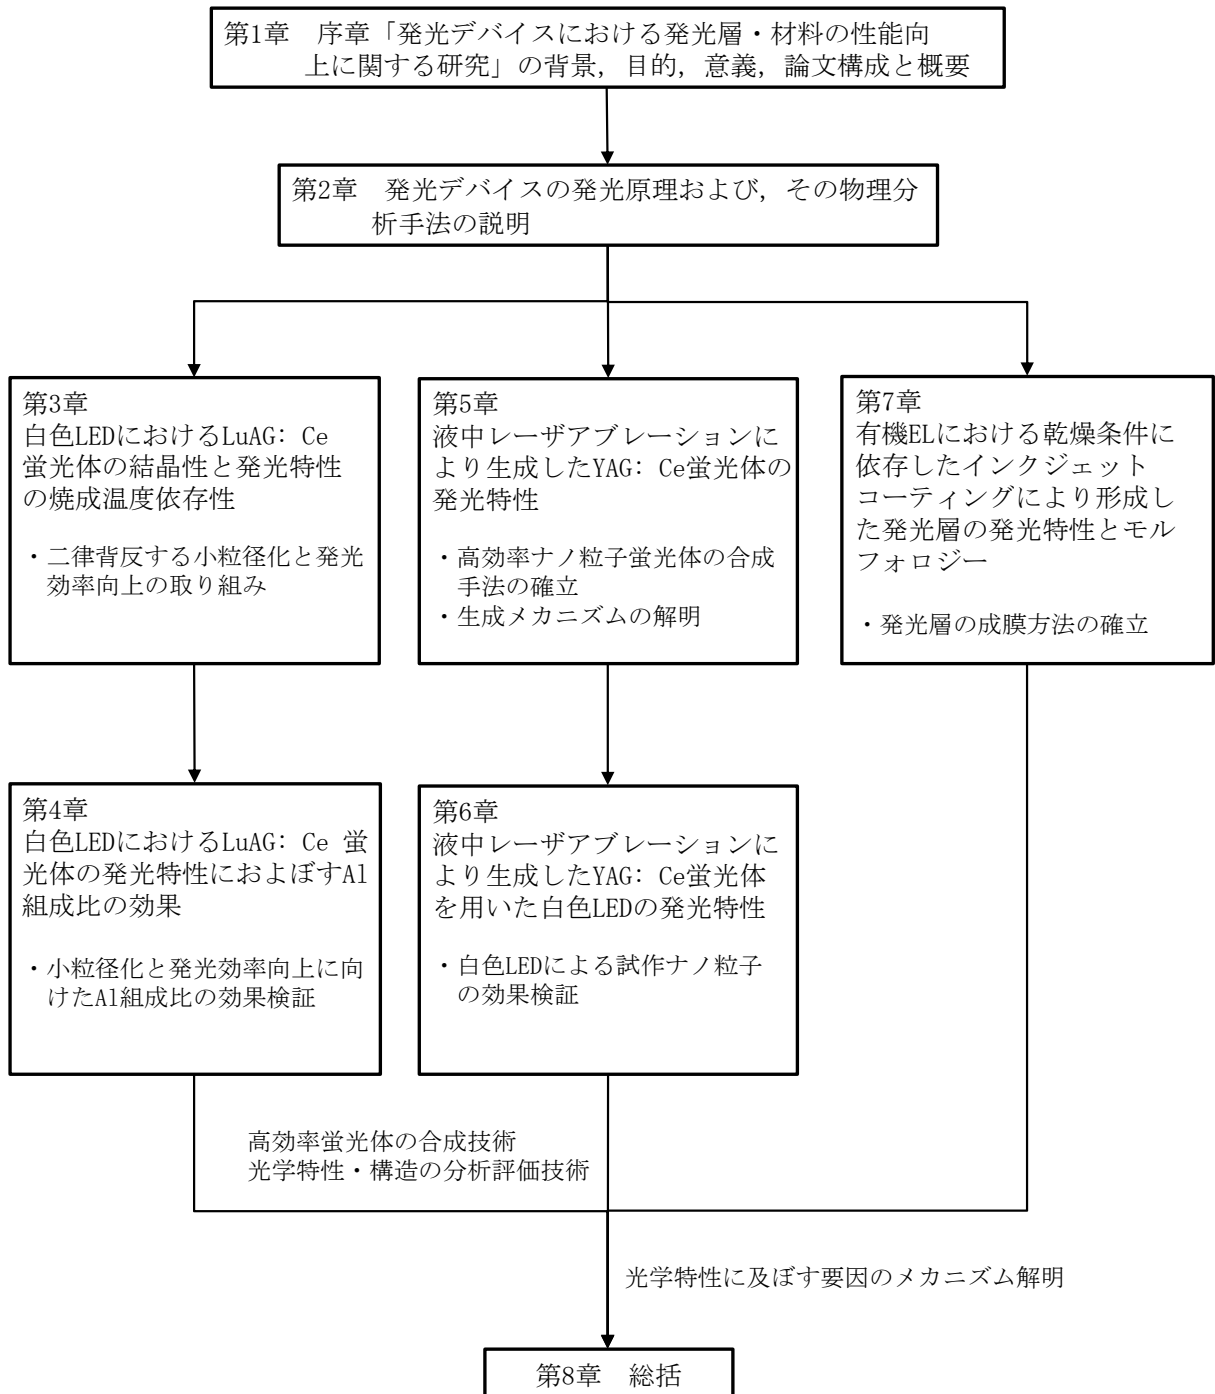 第1章　序章「発光デバイスにおける発光層・材料の性能向
上に関する研究」の背景，目的，意義，論文構成と概要
第2章　発光デバイスの発光原理および，その物理分
析手法の説明
第3章
白色LEDにおけるLuAG: Ce
蛍光体の結晶性と発光特性
の焼成温度依存性
・二律背反する小粒径化と発光
効率向上の取り組み
第5章
液中レーザアブレーションに
より生成したYAG: Ce蛍光体の
発光特性
・高効率ナノ粒子蛍光体の合成
手法の確立
・生成メカニズムの解明
第7章
有機ELにおける乾燥条件に
依存したインクジェット
コーティングにより形成し
た発光層の発光特性とモル
フォロジー
・発光層の成膜方法の確立
第4章
白色LEDにおけるLuAG: Ce 蛍
光体の発光特性におよぼすAl
組成比の効果
・小粒径化と発光効率向上に向
けたAl組成比の効果検証
第6章
液中レーザアブレーションに
より生成したYAG: Ce蛍光体
を用いた白色LEDの発光特性
・白色LEDによる試作ナノ粒子
の効果検証
高効率蛍光体の合成技術
光学特性・構造の分析評価技術
光学特性に及ぼす要因のメカニズム解明
第8章　総括